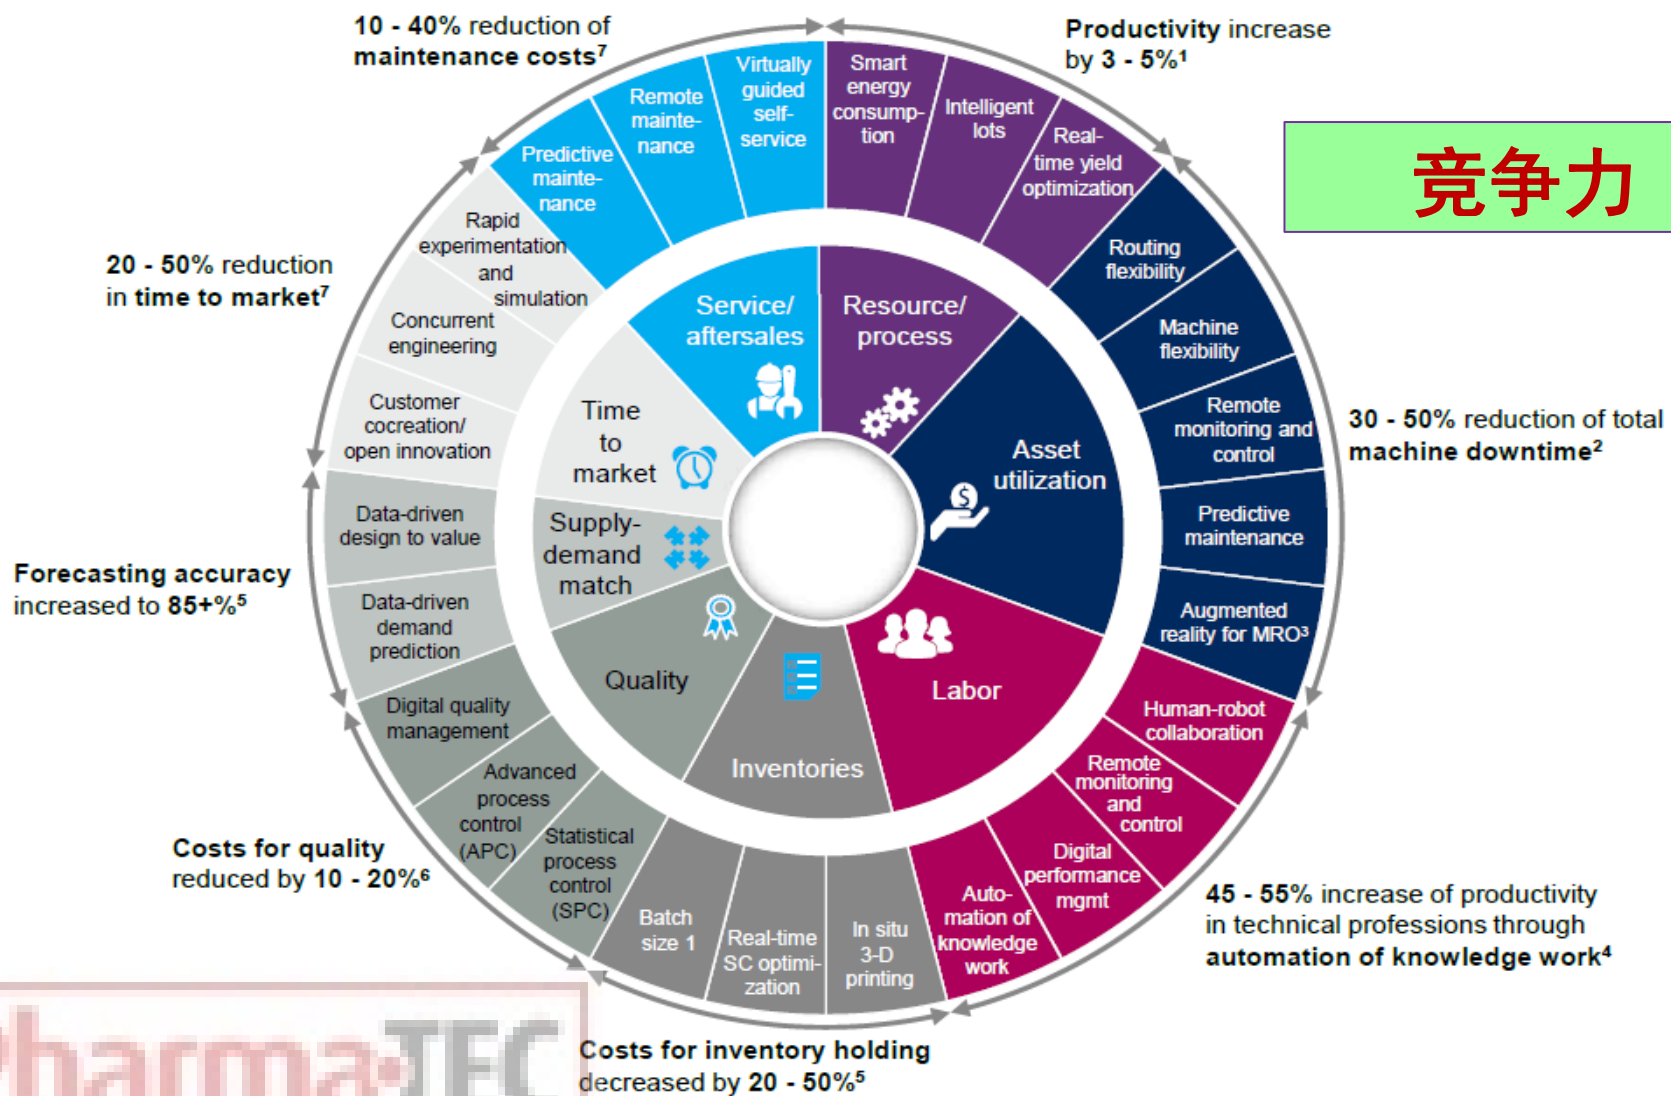 10 - 40% reduction of
maintenance costs⁷
Productivity increase
by 3 - 5%¹
竞争力
Virtually
guided
self-
service
Smart
energy
consump-
tion
Remote
mainte-
nance
Intelligent
lots
Predictive
mainte-
nance
Real-
time yield
optimization
Rapid
experimentation
and
simulation
Routing
flexibility
20 - 50% reduction
in time to market⁷
Service/
aftersales
Resource/
process
Concurrent
engineering
Machine
flexibility
Customer
cocreation/
open innovation
Time
to
market
Asset
utilization
Remote
monitoring and
control
30 - 50% reduction of total
machine downtime²
Data-driven
design to value
Supply-
demand
match
$
Predictive
maintenance
Forecasting accuracy
increased to 85+%⁵
Data-driven
demand
prediction
Augmented
reality for MRO³
Quality
Labor
Digital quality
management
Human-robot
collaboration
Inventories
Advanced
process
control
(APC)
Remote
monitoring
and
control
Costs for quality
reduced by 10 - 20%⁶
Statistical
process
control
(SPC)
Digital
performance
mgmt
Batch
size 1
Real-time
SC optimi-
zation
In situ
3-D
printing
Auto-
mation of
knowledge
work
45 - 55% increase of productivity
in technical professions through
automation of knowledge work⁴
Costs for inventory holding
decreased by 20 - 50%⁵
Pharma•TEC